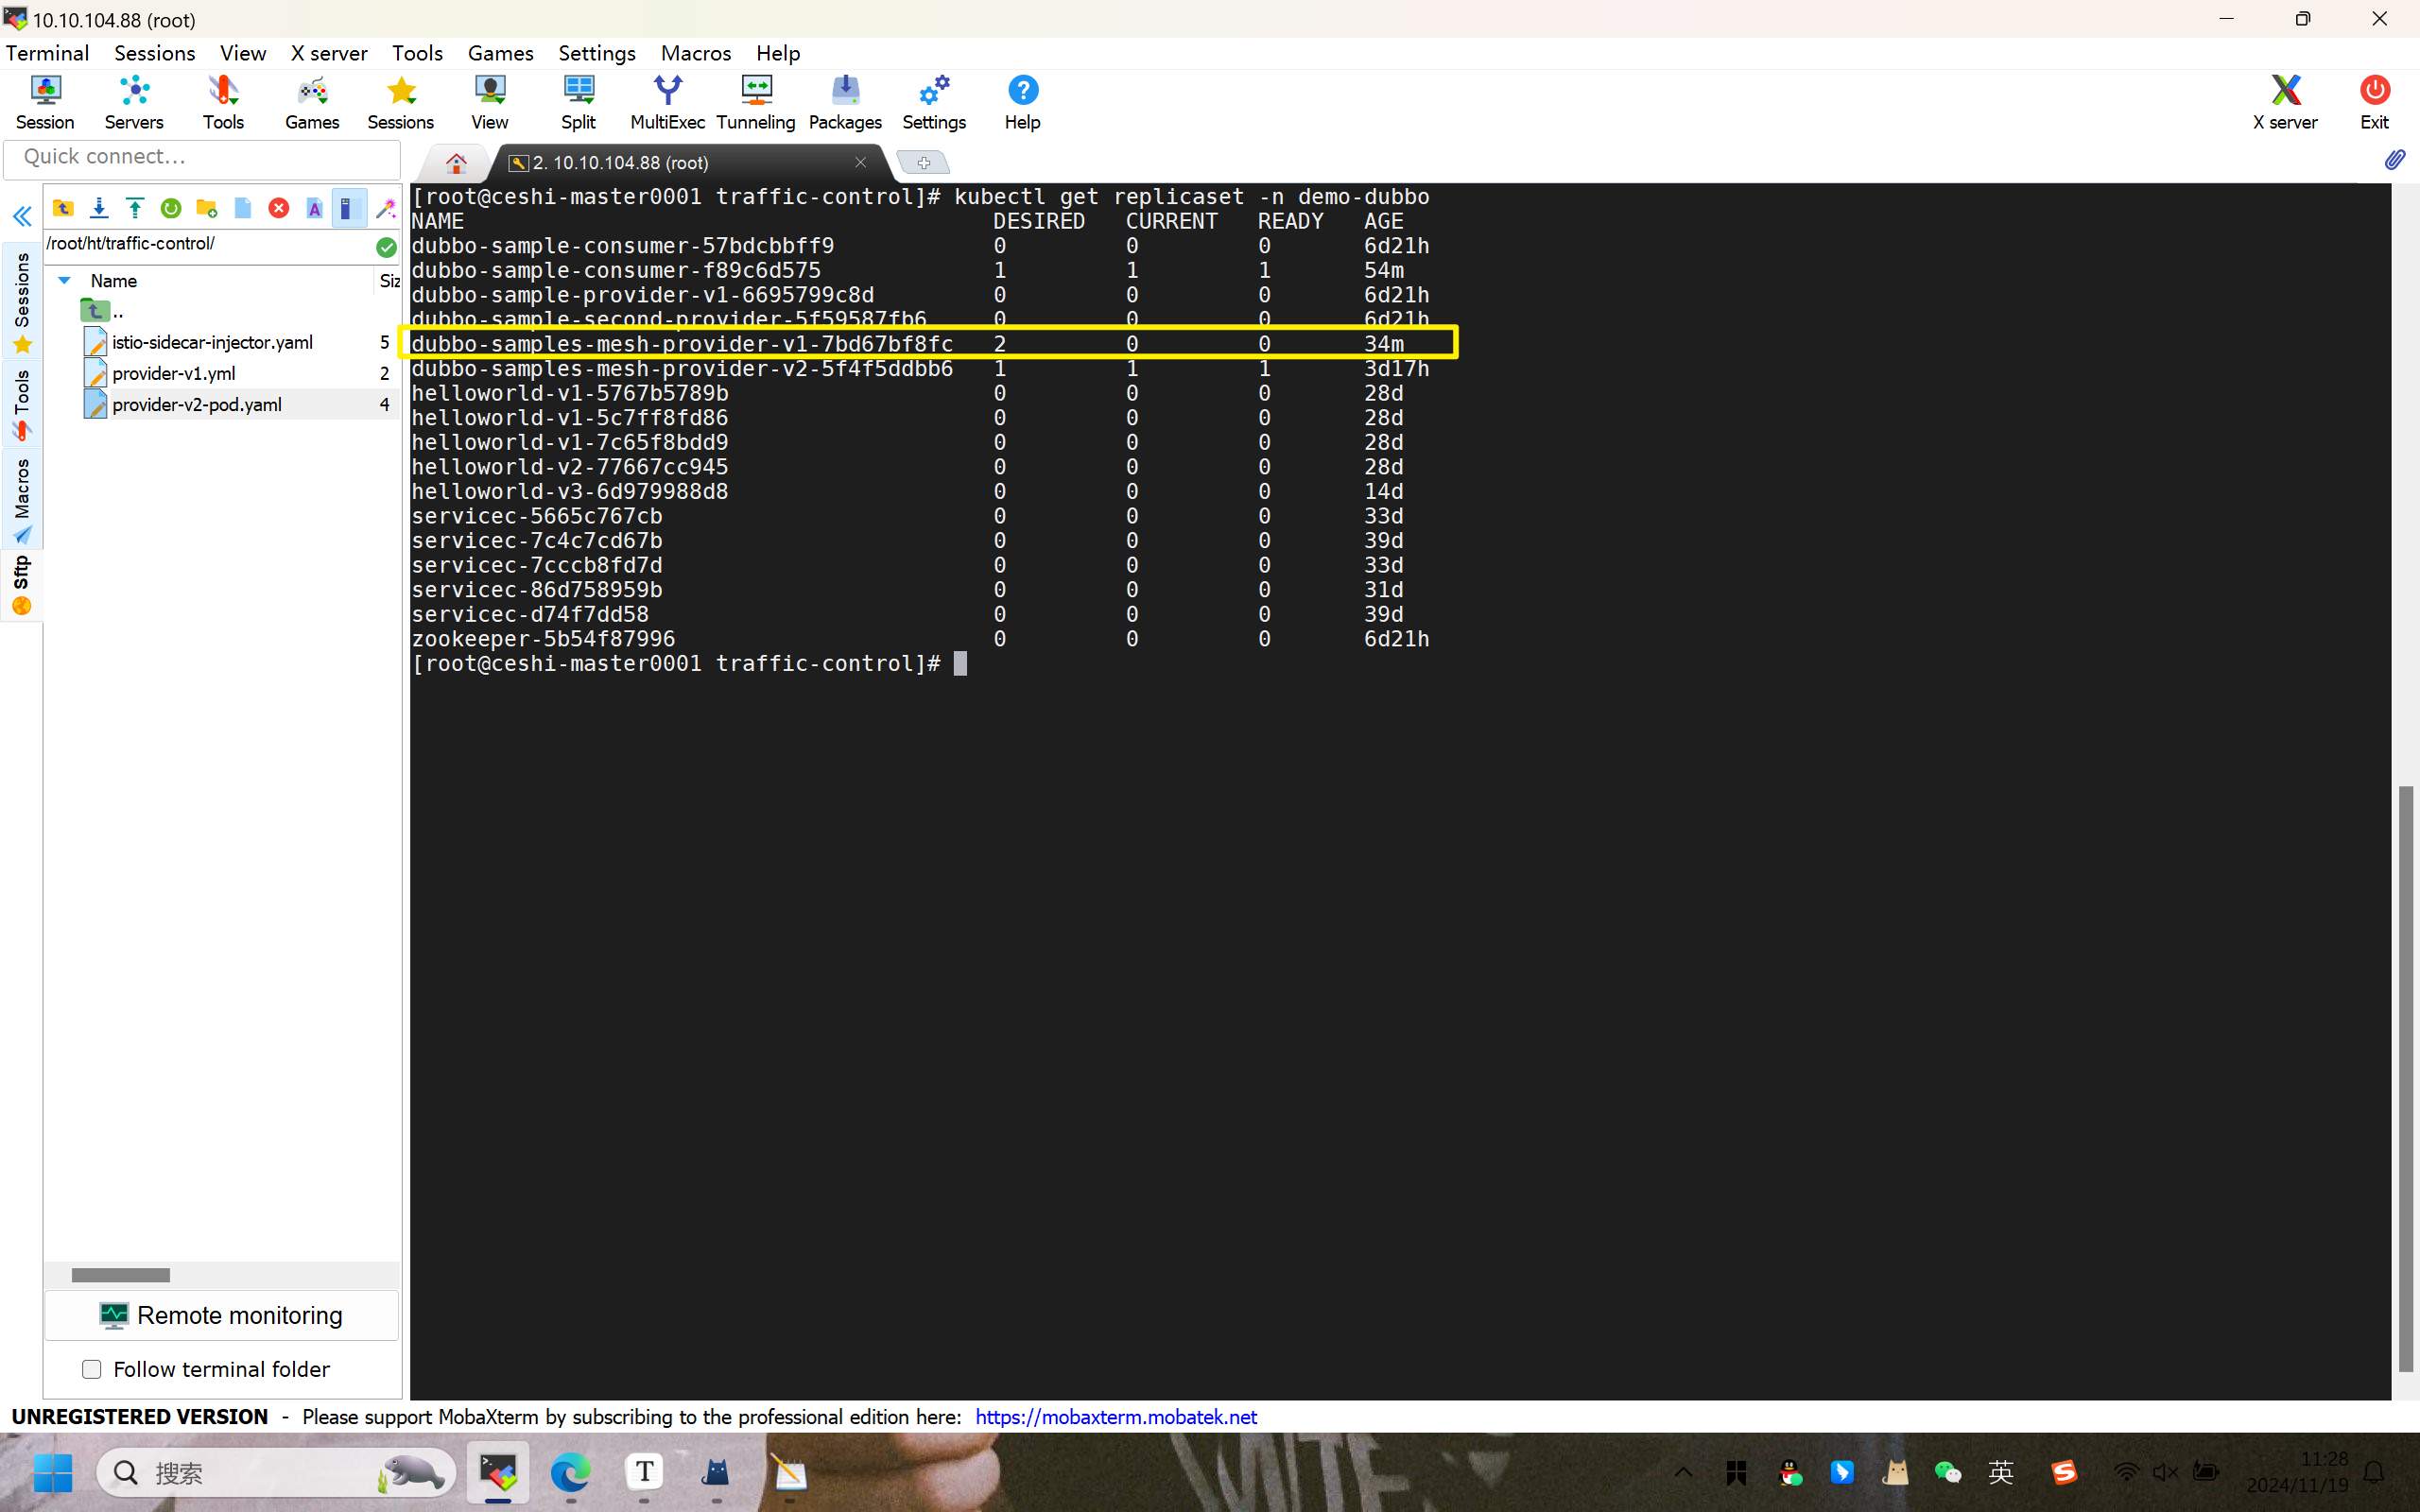 10.10.104.88 (root)
Terminal Sessions View X server Tools Games Settings Macros Help
Session Servers Tools Games Sessions View Split MultiExec Tunneling Packages Settings Help X server Exit
Quick connect...
2. 10.10.104.88 (root)
/root/ht/traffic-control/
Name Siz
..
istio-sidecar-injector.yaml 5
provider-v1.yml 2
provider-v2-pod.yaml 4
Sessions
Tools
Macros
Sftp
[root@ceshi-master0001 traffic-control]# kubectl get replicaset -n demo-dubbo
NAME DESIRED CURRENT READY AGE
dubbo-sample-consumer-57bdcbbff9 0 0 0 6d21h
dubbo-sample-consumer-f89c6d575 1 1 1 54m
dubbo-sample-provider-v1-6695799c8d 0 0 0 6d21h
dubbo-sample-second-provider-5f59587fb6 0 0 0 6d21h
dubbo-samples-mesh-provider-v1-7bd67bf8fc 2 0 0 34m
dubbo-samples-mesh-provider-v2-5f4f5ddbb6 1 1 1 3d17h
helloworld-v1-5767b5789b 0 0 0 28d
helloworld-v1-5c7ff8fd86 0 0 0 28d
helloworld-v1-7c65f8bdd9 0 0 0 28d
helloworld-v2-77667cc945 0 0 0 28d
helloworld-v3-6d979988d8 0 0 0 14d
servicec-5665c767cb 0 0 0 33d
servicec-7c4c7cd67b 0 0 0 39d
servicec-7cccb8fd7d 0 0 0 33d
servicec-86d758959b 0 0 0 31d
servicec-d74f7dd58 0 0 0 39d
zookeeper-5b54f87996 0 0 0 6d21h
[root@ceshi-master0001 traffic-control]#
Remote monitoring
Follow terminal folder
UNREGISTERED VERSION - Please support MobaXterm by subscribing to the professional edition here: https://mobaxterm.mobatek.net
搜索
英
11:28
2024/11/19